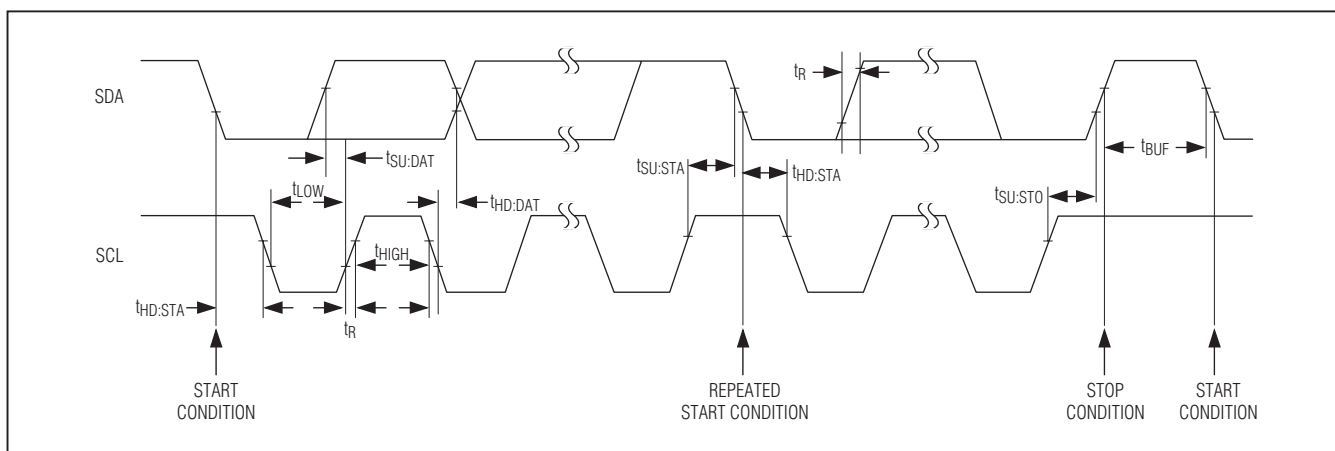 SDA
tR
tSU:DAT
tSU:STA
tHD:STA
tBUF
tLOW
tHD:DAT
tSU:STO
SCL
tHIGH
tHD:STA
tR
START
CONDITION
REPEATED
START CONDITION
STOP
CONDITION
START
CONDITION